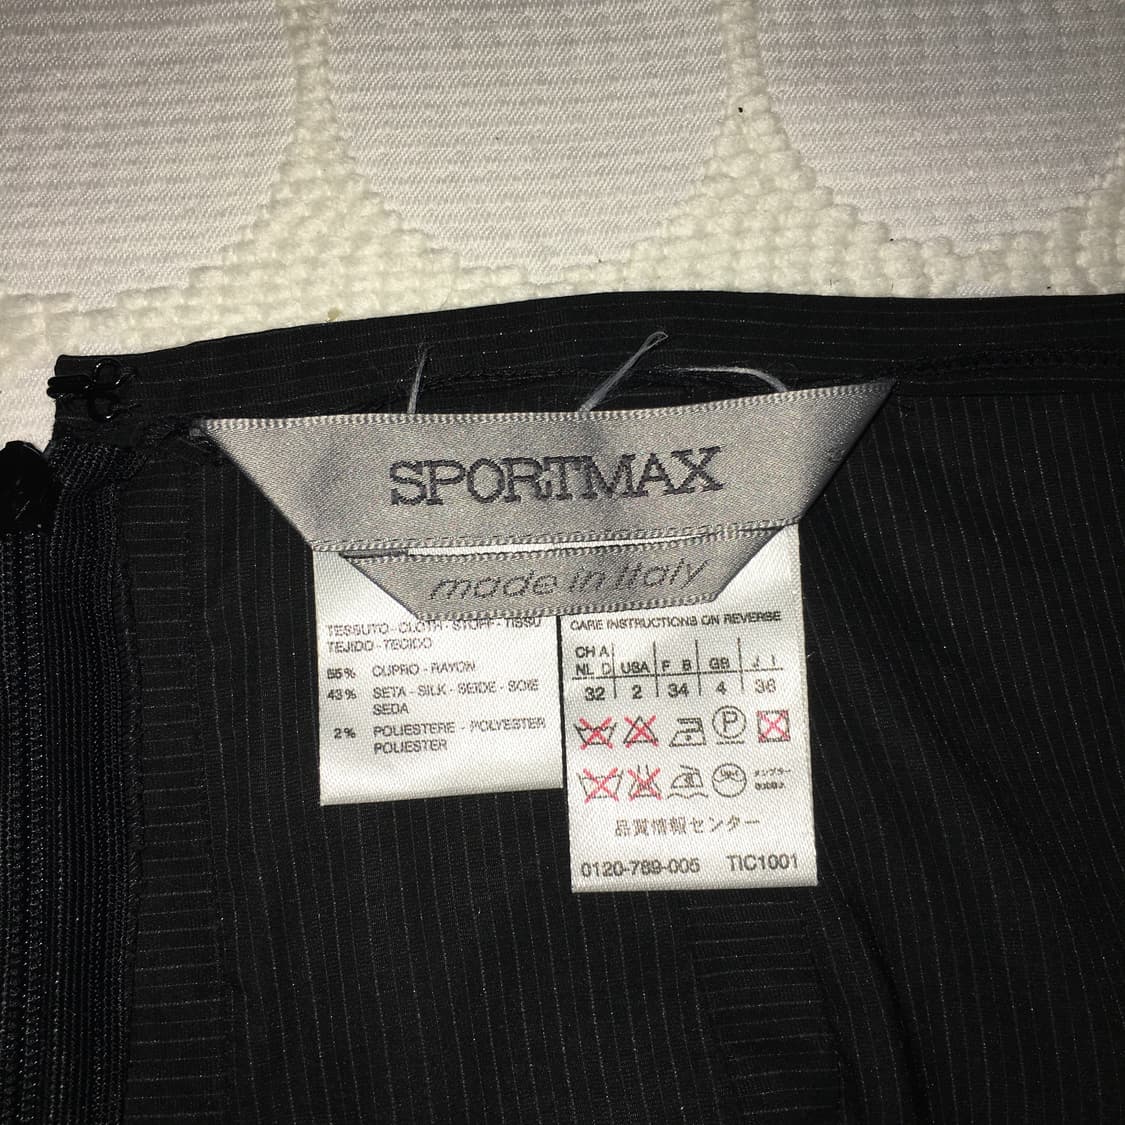 SPORTMAX
made in Italy
TESSUTO - CLOTH - STOFF - TISSU
TEJIDO - TECIDO
55% CUPRO - RAYON
43% SETA - SILK - SEIDE - SOIE
SEDA
2% POLIESTERE - POLYESTER
POLIESTER
CARE INSTRUCTIONS ON REVERSE
CH A
NL D USA F B GB J I
32 2 34 4 36
P
品質情報センター
0120-789-005 TIC1001